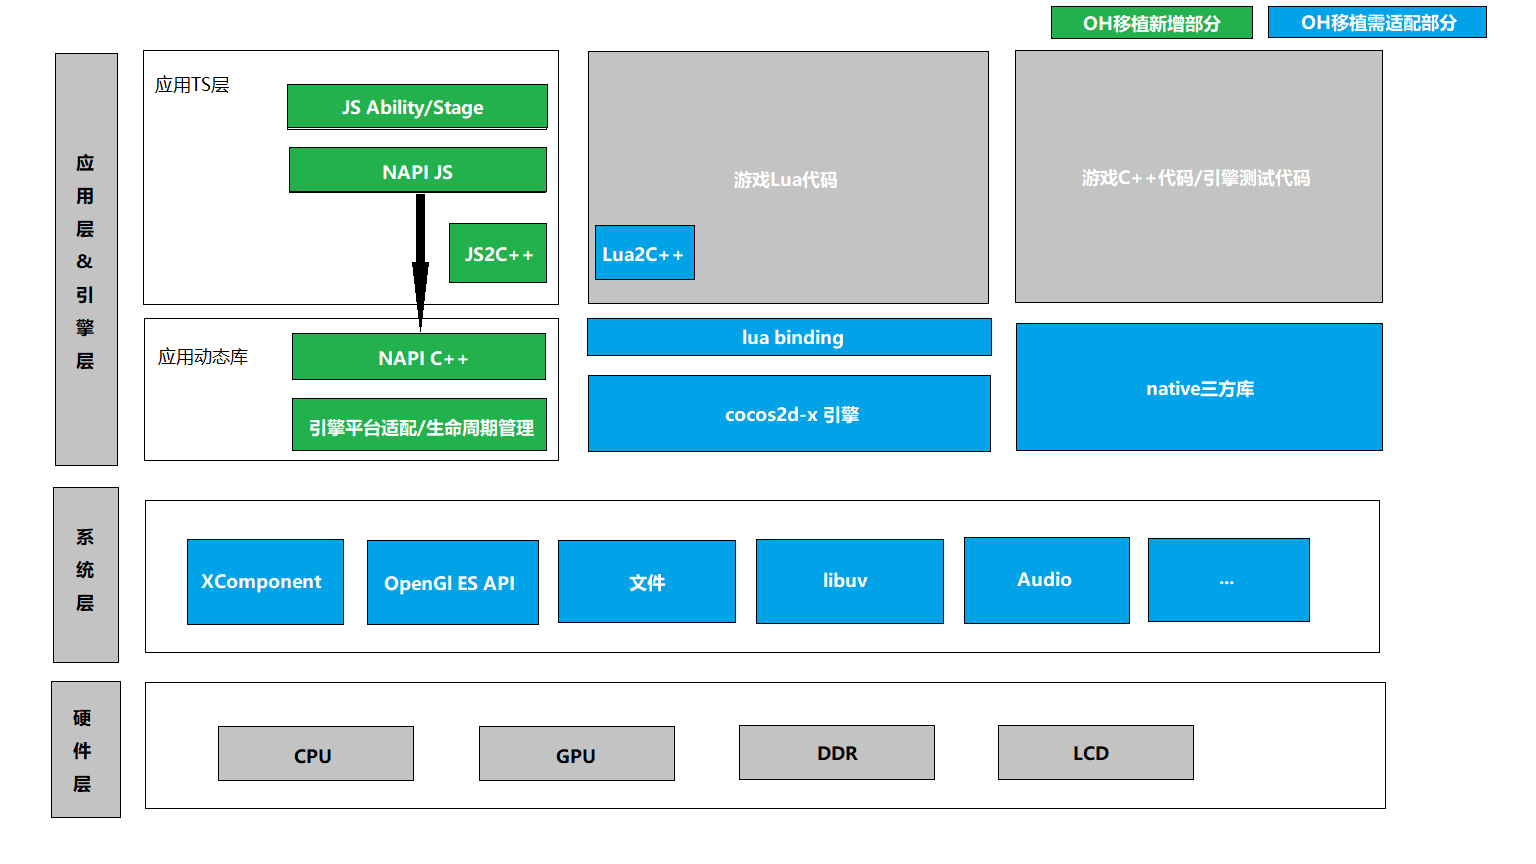 OH移植新增部分
OH移植需适配部分
应用层&引擎层
应用TS层
JS Ability/Stage
NAPI JS
JS2C++
游戏Lua代码
Lua2C++
游戏C++代码/引擎测试代码
应用动态库
NAPI C++
引擎平台适配/生命周期管理
lua binding
cocos2d-x 引擎
native三方库
系统层
XComponent
OpenGl ES API
文件
libuv
Audio
...
硬件层
CPU
GPU
DDR
LCD